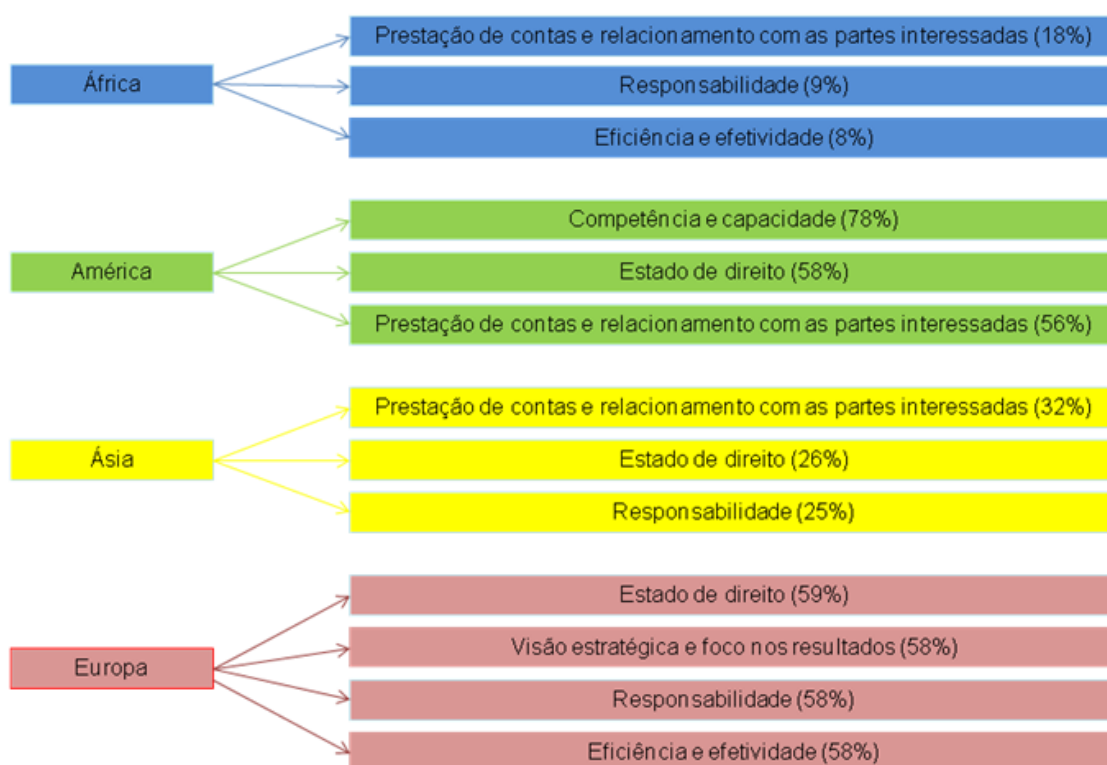 África
Prestação de contas e relacionamento com as partes interessadas (18%)
Responsabilidade (9%)
Eficiência e efetividade (8%)
América
Competência e capacidade (78%)
Estado de direito (58%)
Prestação de contas e relacionamento com as partes interessadas (56%)
Ásia
Prestação de contas e relacionamento com as partes interessadas (32%)
Estado de direito (26%)
Responsabilidade (25%)
Europa
Estado de direito (59%)
Visão estratégica e foco nos resultados (58%)
Responsabilidade (58%)
Eficiência e efetividade (58%)